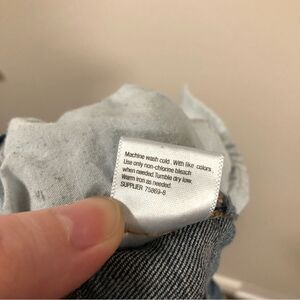 Machine wash cold . With like colors.
Use only non-chlorine bleach
when needed.Tumble dry low.
Warm iron as needed.
SUPPLIER 75869-8